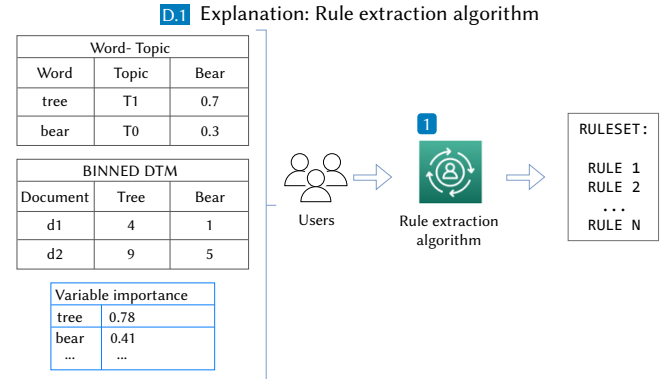 D.1 Explanation: Rule extraction algorithm
Word- Topic
Word Topic Bear
tree T1 0.7
bear T0 0.3
BINNED DTM
Document Tree Bear
d1 4 1
d2 9 5
Variable importance
tree 0.78
bear 0.41
... ...
Users
1
Rule extraction
algorithm
RULESET:
RULE 1
RULE 2
...
RULE N